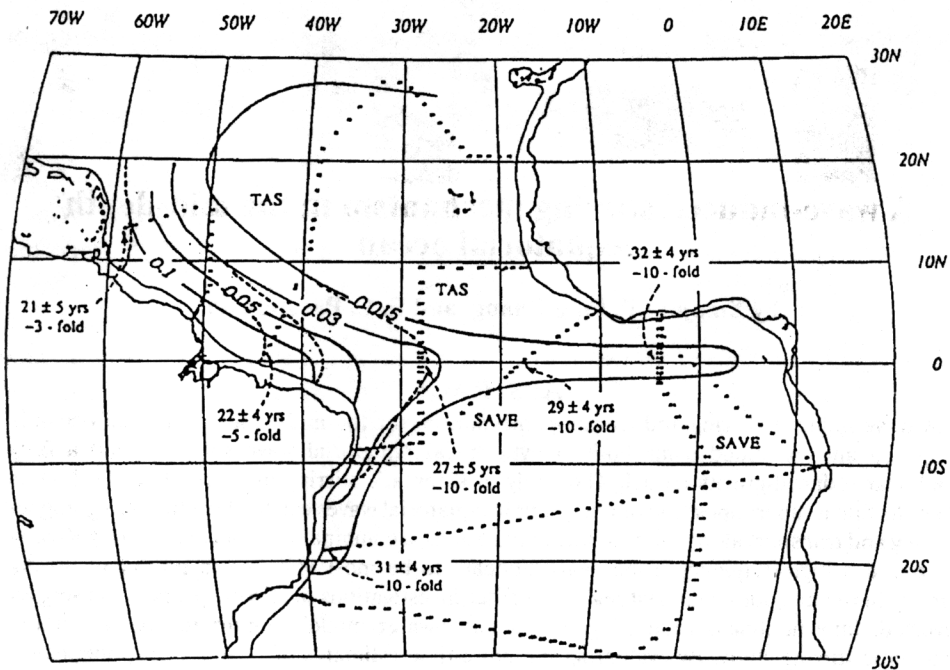 70W 60W 50W 40W 30W 20W 10W 0 10E 20E
30N
20N
TAS
10N
32 ± 4 yrs
–10 - fold
0.1
TAS
0.05
0.03
0.015
21 ± 5 yrs
–3 - fold
0
22 ± 4 yrs
–5 - fold
29 ± 4 yrs
–10 - fold
SAVE
SAVE
27 ± 5 yrs
–10 - fold
10S
31 ± 4 yrs
–10 - fold
20S
30S